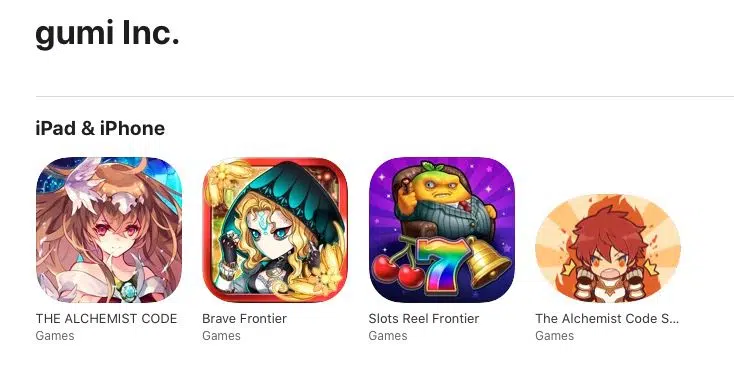 gumi Inc.
iPad & iPhone
THE ALCHEMIST CODE
Games
Brave Frontier
Games
Slots Reel Frontier
Games
The Alchemist Code S...
Games
7